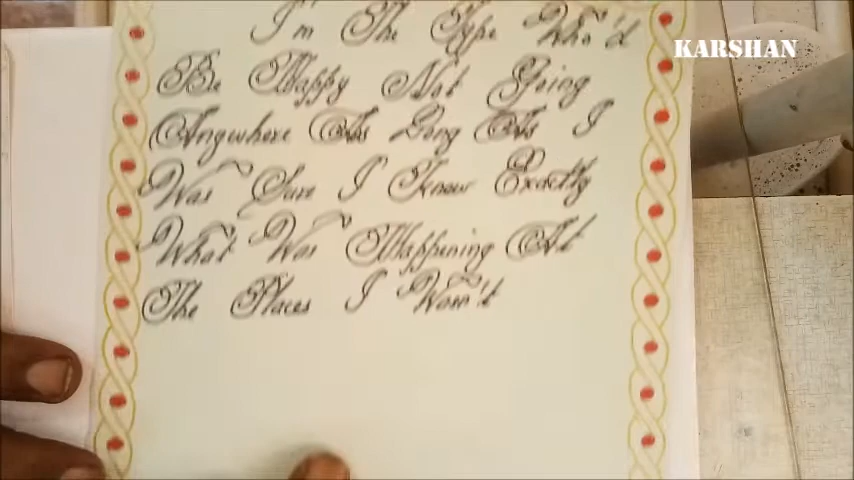 I'm The Type Who'd
KARSHAN
Be Happy Not Going
Anywhere As Long As I
Was Sure I Know Exactly
What Was Happening At
The Places I Wasn't